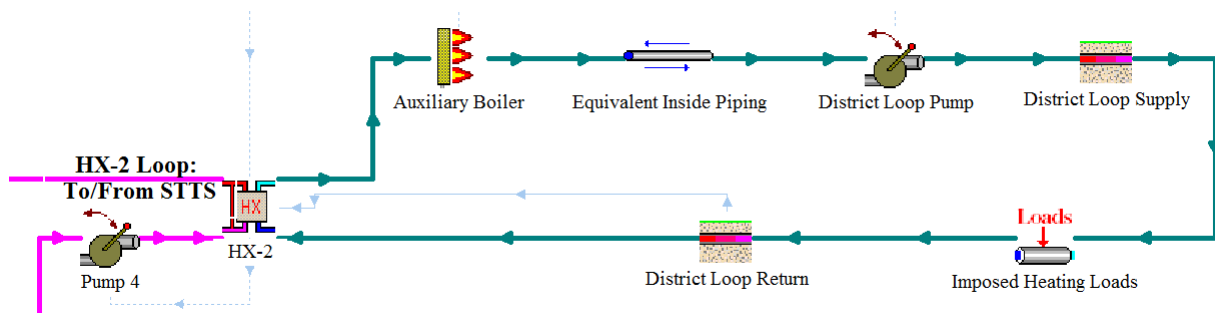 Auxiliary Boiler
Equivalent Inside Piping
District Loop Pump
District Loop Supply
HX-2 Loop:
To/From STTS
HX
HX-2
Pump 4
District Loop Return
Loads
Imposed Heating Loads